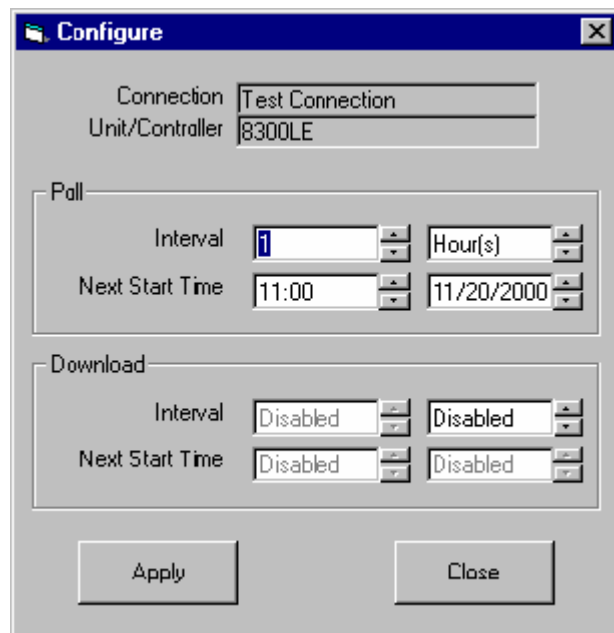 Configure
Connection Test Connection
Unit/Controller 8300LE
Poll
Interval 1 Hour(s)
Next Start Time 11:00 11/20/2000
Download
Interval Disabled Disabled
Next Start Time Disabled Disabled
Apply Close